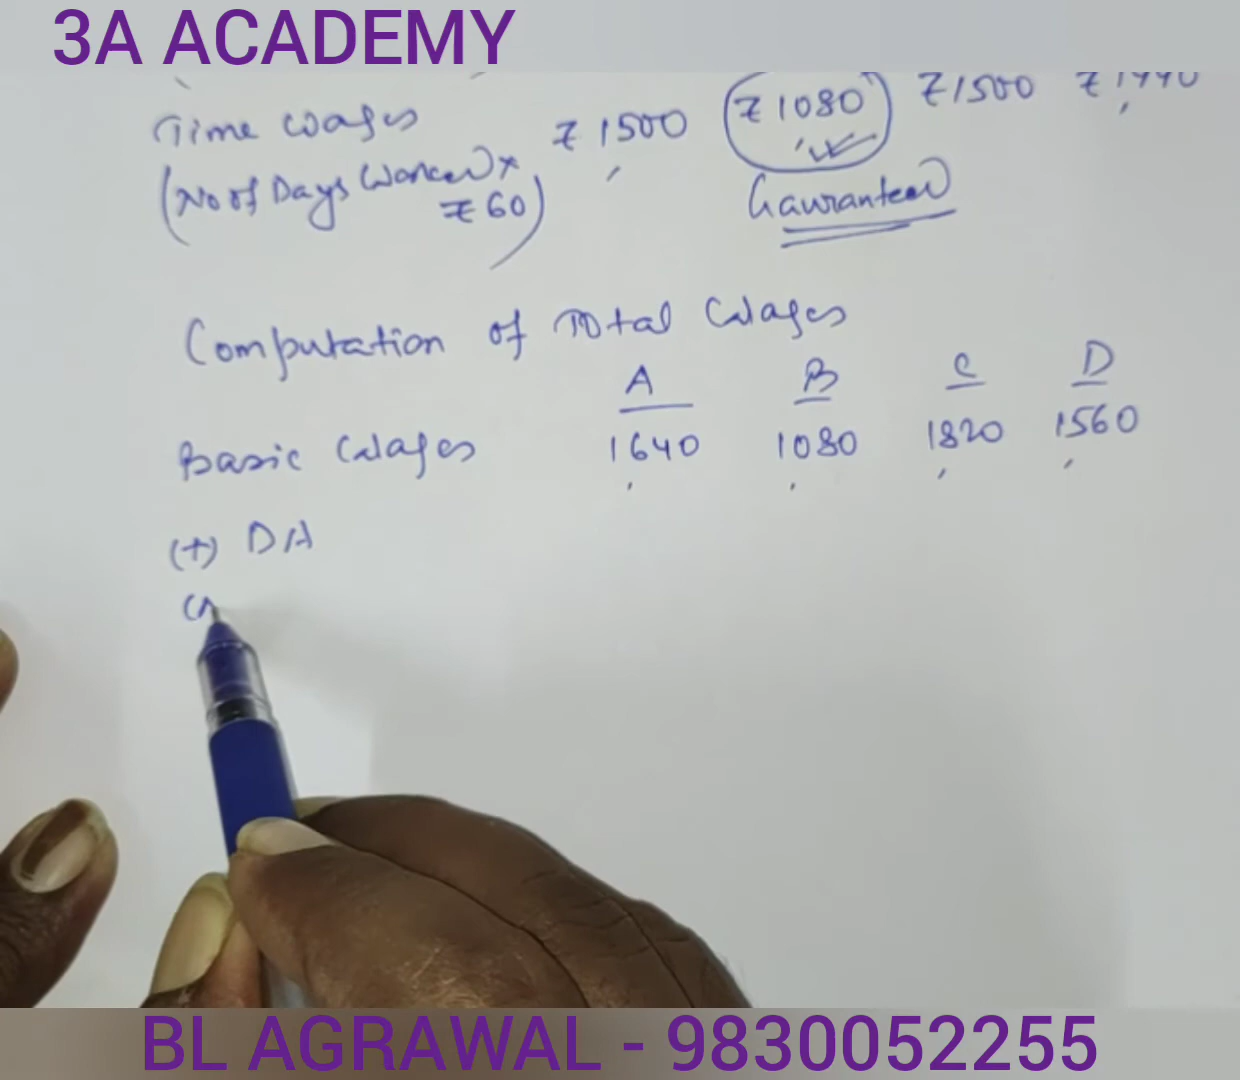 3A ACADEMY
Time Wages ₹1500 ₹1080 ₹1500 ₹1440
(No of Days Worked × ₹60)
Gauranteed
Computation of Total Wages
A B C D
Basic Wages 1640 1080 1820 1560
(+) DA
BL AGRAWAL - 9830052255